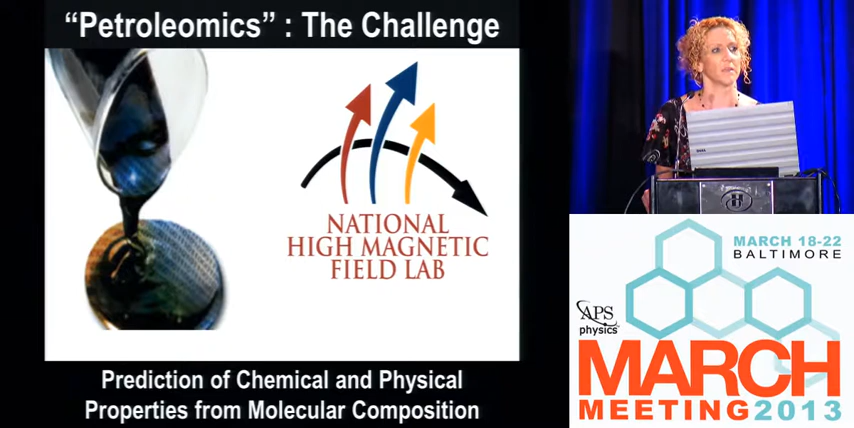 “Petroleomics” : The Challenge
NATIONAL
HIGH MAGNETIC
FIELD LAB
Prediction of Chemical and Physical
Properties from Molecular Composition
MARCH 18-22
BALTIMORE
APS
physics
MARCH
MEETING2013